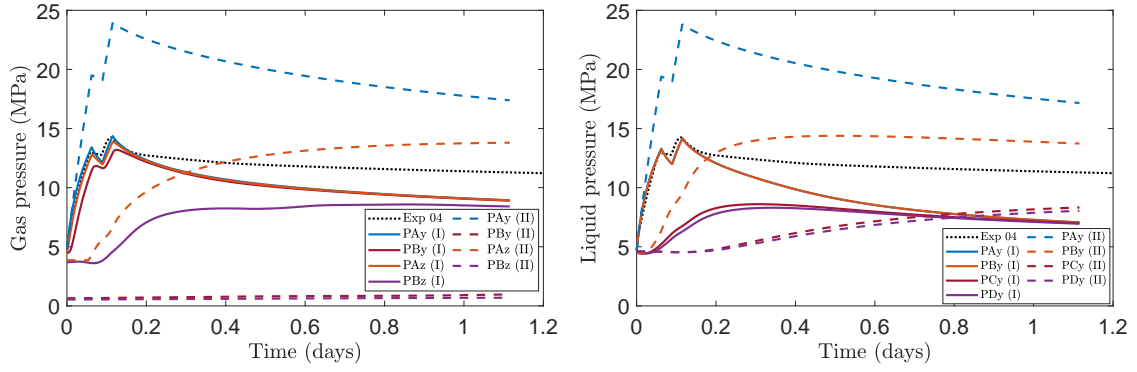 25
20
15
10
5
0
Gas pressure (MPa)
0 0.2 0.4 0.6 0.8 1 1.2
Time (days)
Exp 04
PAy (I)
PBy (I)
PAz (I)
PBz (I)
PAy (II)
PBy (II)
PAz (II)
PBz (II)
25
20
15
10
5
0
Liquid pressure (MPa)
0 0.2 0.4 0.6 0.8 1 1.2
Time (days)
Exp 04
PAy (I)
PBy (I)
PCy (I)
PDy (I)
PAy (II)
PBy (II)
PCy (II)
PDy (II)